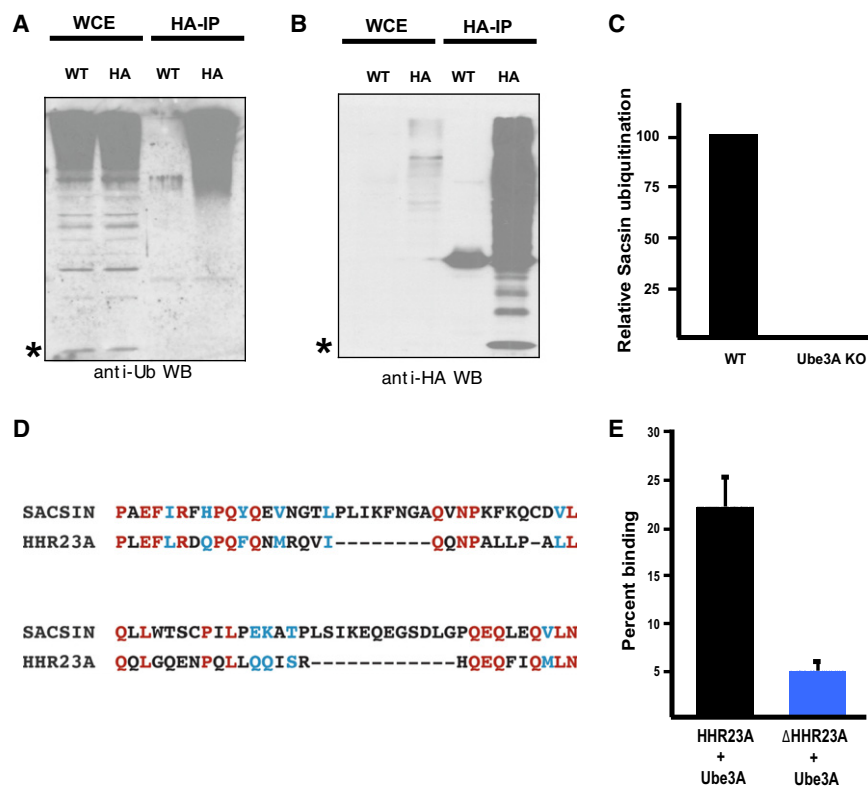 A
WCE HA-IP
WT HA WT HA
*
anti-Ub WB
B
WCE HA-IP
WT HA WT HA
*
anti-HA WB
C
Relative Sacsin ubiquitination
100
75
50
25
WT Ube3A KO
D
SACSIN PAEFIRFHPQYQEVNGTLPLIKFNGAQVNPKFKQCDVL
HHR23A PLEFLRDQPQFQNMRQVI---------QQNPALLP-ALL
SACSIN QLLWTSCPILPEKATPLSIKEQEGSDLGPQEQLEQVLN
HHR23A QQLGQENPQLLQQISR------------HQEQFIQMLN
E
Percent binding
30
25
20
15
10
5
HHR23A ΔHHR23A
+ +
Ube3A Ube3A